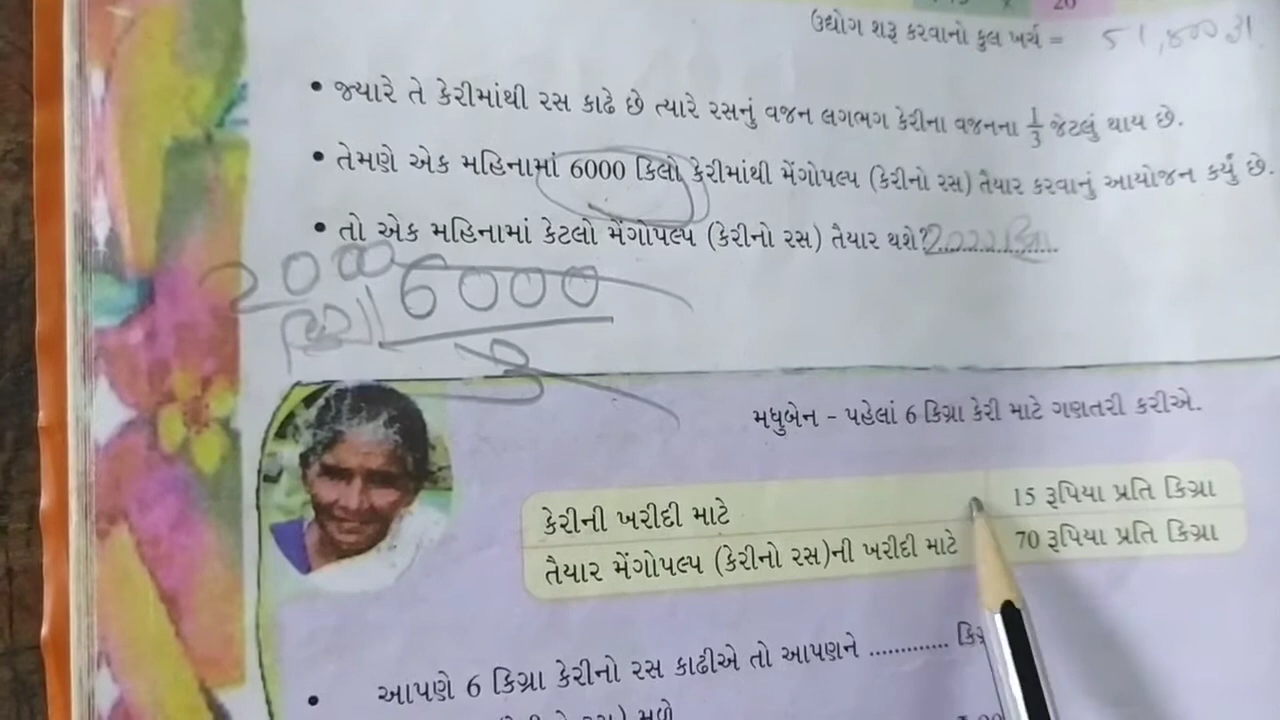 20
ઉદ્યોગ શરૂ કરવાનો કુલ ખર્ચ =
• જ્યારે તે કેરીમાંથી રસ કાઢે છે ત્યારે રસનું વજન લગભગ કેરીના વજનના 1/3 જેટલું થાય છે.
• તેમણે એક મહિનામાં 6000 કિલો કેરીમાંથી મેંગોપલ્પ (કેરીનો રસ) તૈયાર કરવાનું આયોજન કર્યું છે.
• તો એક મહિનામાં કેટલો મેંગોપલ્પ (કેરીનો રસ) તૈયાર થશે?
2000 6000
3
મધુબેન – પહેલાં 6 કિગ્રા કેરી માટે ગણતરી કરીએ.
કેરીની ખરીદી માટે 15 રૂપિયા પ્રતિ કિગ્રા
તૈયાર મેંગોપલ્પ (કેરીનો રસ)ની ખરીદી માટે 70 રૂપિયા પ્રતિ કિગ્રા
• આપણે 6 કિગ્રા કેરીનો રસ કાઢીએ તો આપણને ............